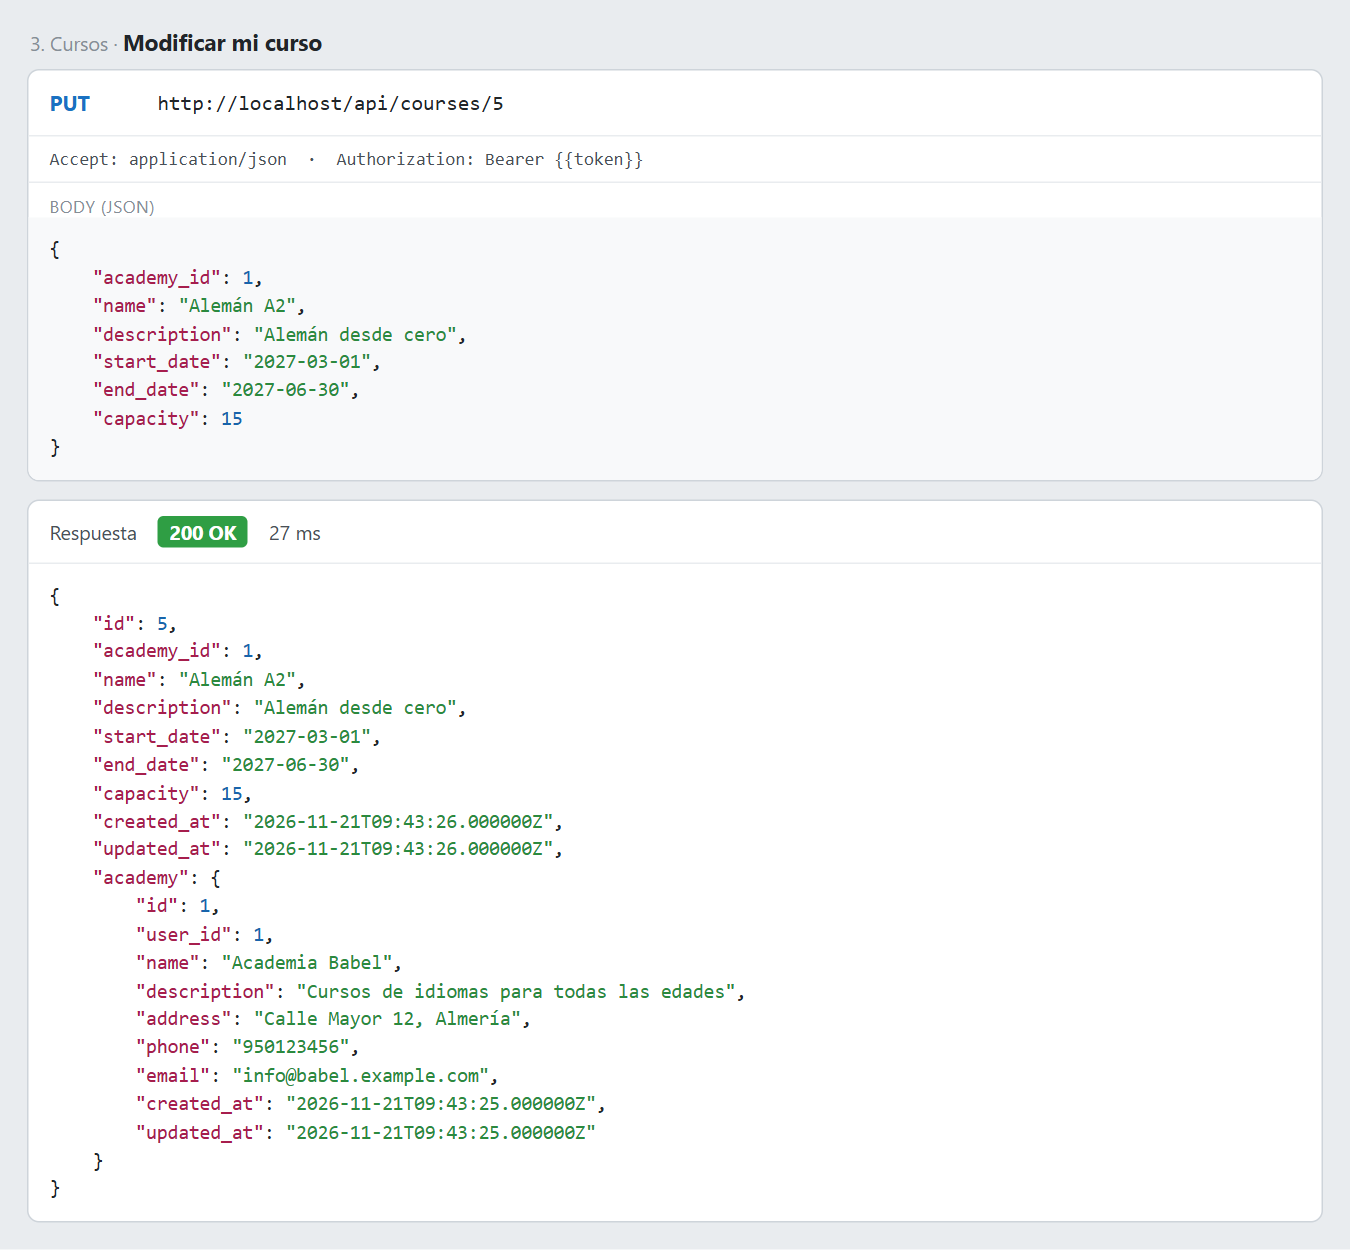 3. Cursos · Modificar mi curso
PUT http://localhost/api/courses/5
Accept: application/json · Authorization: Bearer {{token}}
BODY (JSON)
{
    "academy_id": 1,
    "name": "Alemán A2",
    "description": "Alemán desde cero",
    "start_date": "2027-03-01",
    "end_date": "2027-06-30",
    "capacity": 15
}
Respuesta 200 OK 27 ms
{
    "id": 5,
    "academy_id": 1,
    "name": "Alemán A2",
    "description": "Alemán desde cero",
    "start_date": "2027-03-01",
    "end_date": "2027-06-30",
    "capacity": 15,
    "created_at": "2026-11-21T09:43:26.000000Z",
    "updated_at": "2026-11-21T09:43:26.000000Z",
    "academy": {
        "id": 1,
        "user_id": 1,
        "name": "Academia Babel",
        "description": "Cursos de idiomas para todas las edades",
        "address": "Calle Mayor 12, Almería",
        "phone": "950123456",
        "email": "info@babel.example.com",
        "created_at": "2026-11-21T09:43:25.000000Z",
        "updated_at": "2026-11-21T09:43:25.000000Z"
    }
}